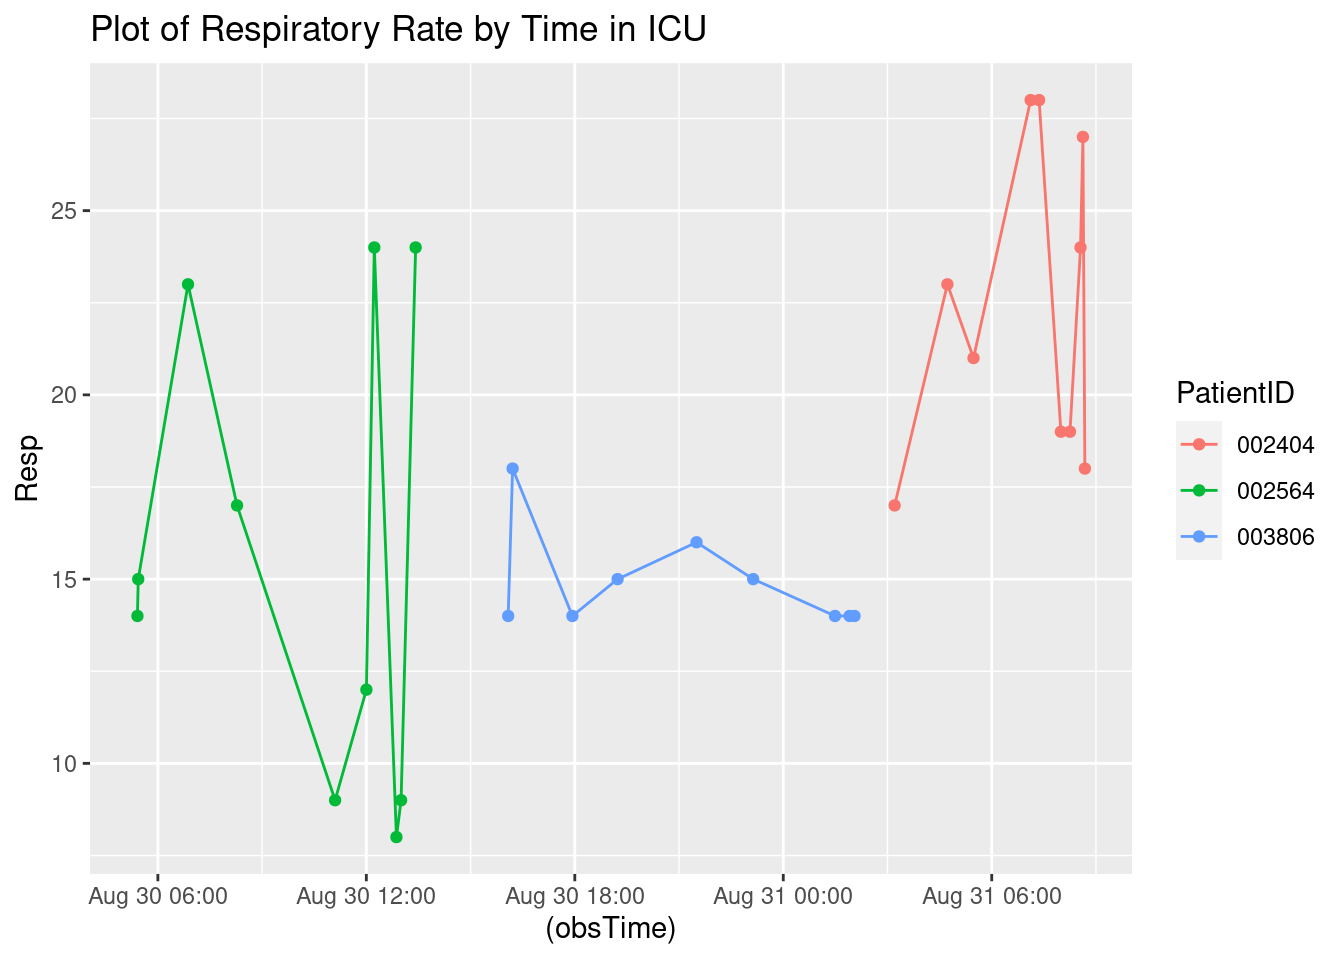 Plot of Respiratory Rate by Time in ICU
25
20
15
10
Resp
Aug 30 06:00
Aug 30 12:00
Aug 30 18:00
Aug 31 00:00
Aug 31 06:00
(obsTime)
PatientID
002404
002564
003806